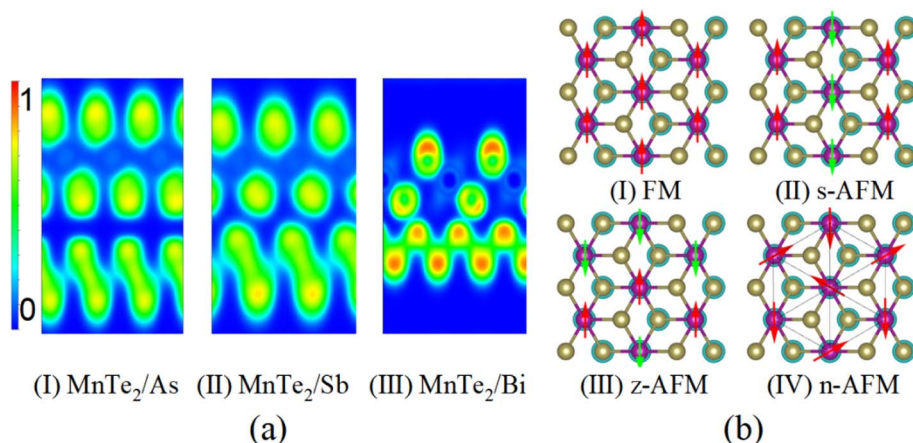 1
0
(I) MnTe₂/As
(II) MnTe₂/Sb
(III) MnTe₂/Bi
(a)
(I) FM
(II) s-AFM
(III) z-AFM
(IV) n-AFM
(b)